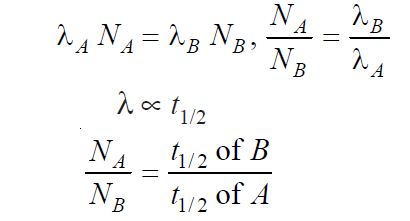 λ_A N_A = λ_B N_B, N_A/N_B = λ_B/λ_A
λ ∝ t_1/2
N_A/N_B = t_1/2 of B/t_1/2 of A